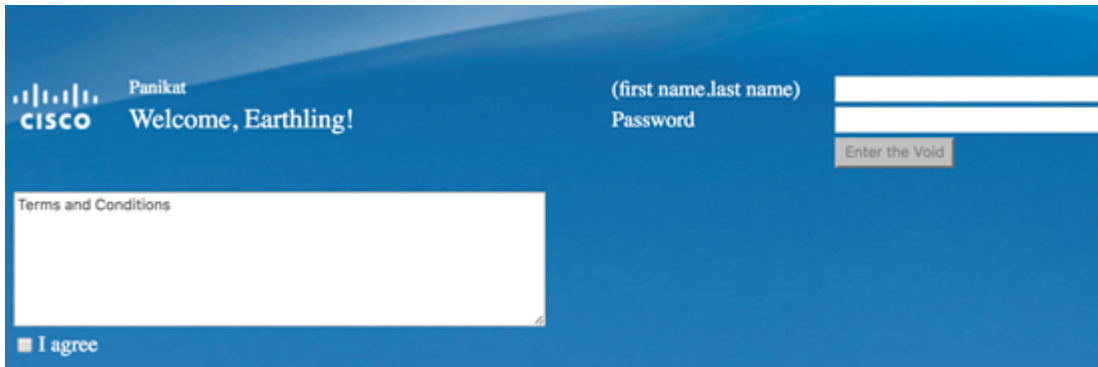 CISCO
Panikat
Welcome, Earthling!
(first name.last name)
Password
Enter the Void
Terms and Conditions
I agree